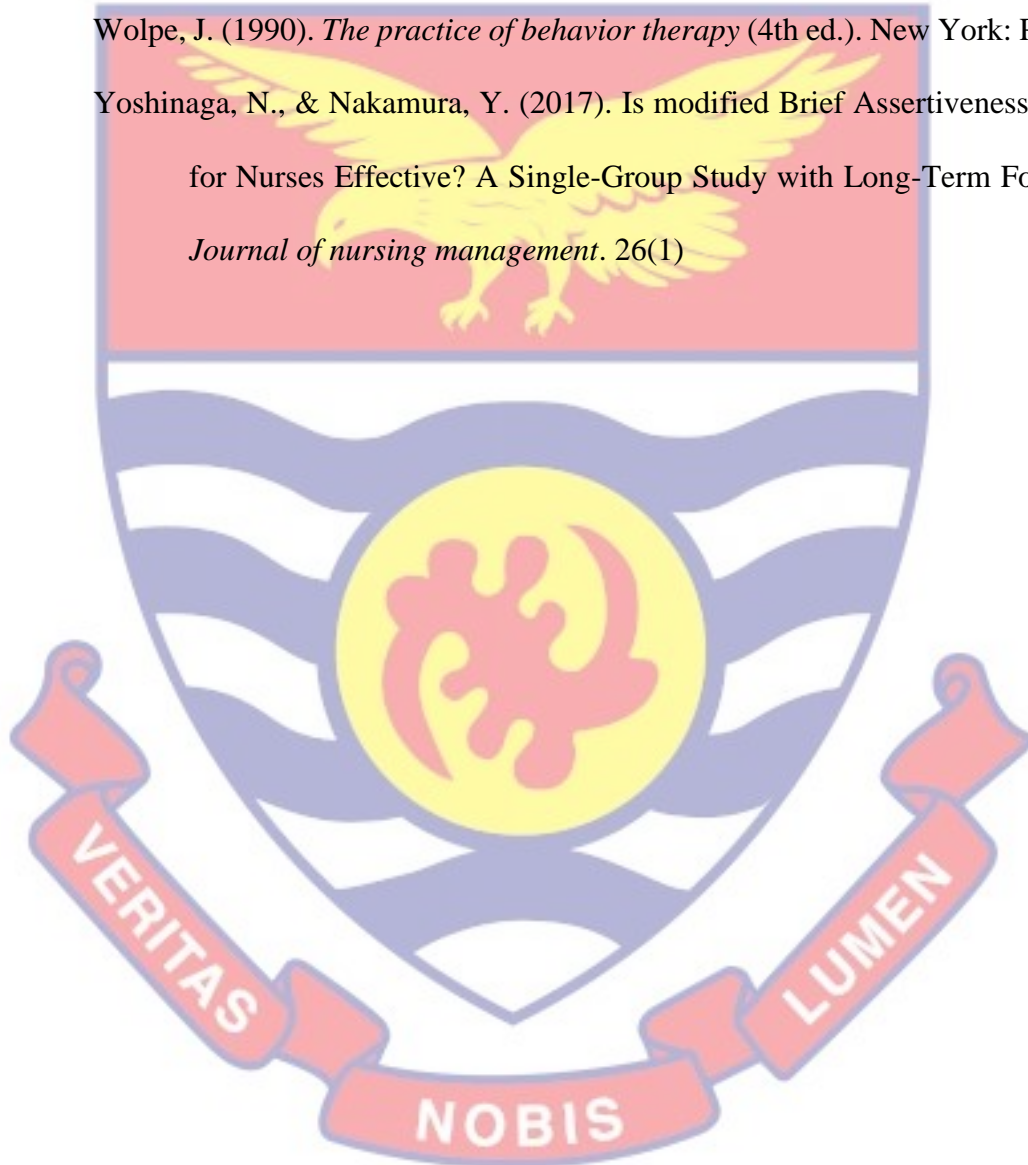 Wolpe, J. (1990). The practice of behavior therapy (4th ed.). New York: P
Yoshinaga, N., & Nakamura, Y. (2017). Is modified Brief Assertiveness
for Nurses Effective? A Single-Group Study with Long-Term Fo
Journal of nursing management. 26(1)
VERITAS
NOBIS
LUMEN